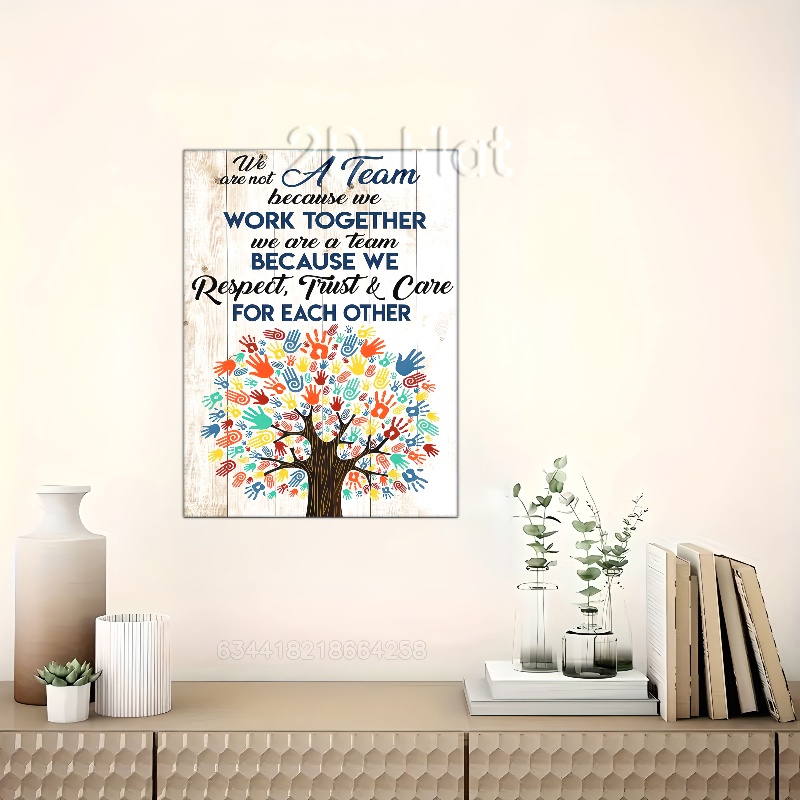 2D Hat
We
are not A Team
because we
WORK TOGETHER
we are a team
BECAUSE WE
Respect, Trust & Care
FOR EACH OTHER
634418218664258